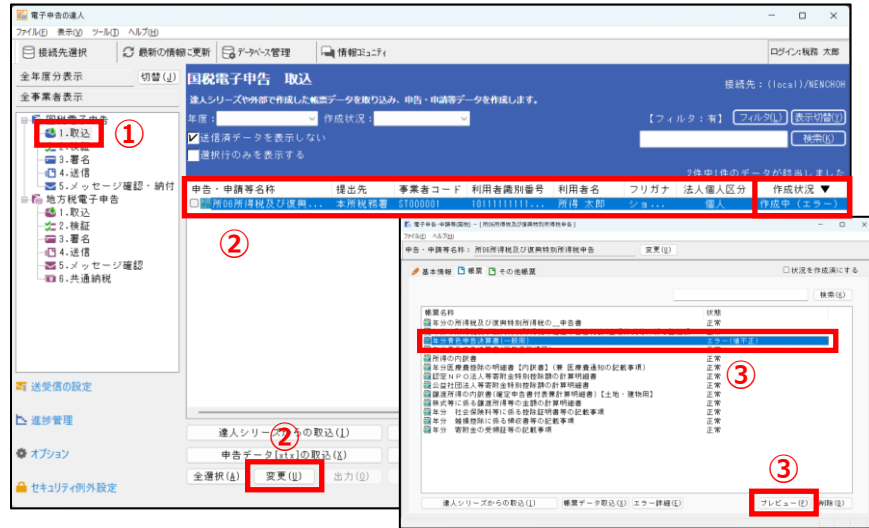 電子申告の達人
ファイル(F) 表示(V) ツール(T) ヘルプ(H)
接続先選択 最新の情報に更新 データベース管理 情報コミュニティ ログイン:税務 太郎
全年度分表示 切替(J)
全事業者表示
国税電子申告
1.取込
2.検証
3.署名
4.送信
5.メッセージ確認・納付
地方税電子申告
1.取込
2.検証
3.署名
4.送信
5.メッセージ確認
6.共通納税
①
送受信の設定
進捗管理
オプション
セキュリティ例外設定
国税電子申告 取込
接続先:(local)/NENCHOH
達人シリーズや外部で作成した帳票データを取り込み、申告・申請等データを作成します。
年度: 作成状況: 【フィルタ:有】 フィルタ(L) 表示切替(Y)
送信済データを表示しない 検索(K)
選択行のみを表示する
2件中1件のデータが該当しました
申告・申請等名称 提出先 事業者コード 利用者識別番号 利用者名 フリガナ 法人個人区分 作成状況 ▼
所06所得税及び復興... 本所税務署 ST000001 1011111111... 所得 太郎 ショ... 個人 作成中(エラー)
②
達人シリーズからの取込(I)
②
申告データ[xtx]の取込(X)
全選択(A) 変更(U) 出力(O)
電子申告-申請等(国税) - [所06所得税及び復興特別所得税申告]
ファイル(F) ヘルプ(H)
申告・申請等名称: 所06所得税及び復興特別所得税申告 変更(Q)
基本情報 帳票 その他帳票 状況を作成済にする
検索(K)
帳票名称 状態
年分の所得税及び復興特別所得税の__申告書 正常
正常
年分青色申告決算書(一般用) エラー(値不正)
所得の内訳書 正常
年分医療費控除の明細書【内訳書】(兼 医療費通知の記載事項) 正常
認定NPO法人等寄附金特別控除額の計算明細書 正常
公益社団法人等寄附金特別控除額の計算明細書 正常
譲渡所得の内訳書(確定申告書付表兼計算明細書)【土地・建物用】 正常
株式等に係る譲渡所得等の金額の計算明細書 正常
年分 社会保険料等に係る控除証明書等の記載事項 正常
年分 雑損控除に係る領収書等の記載事項 正常
年分 寄附金の受領証等の記載事項 正常
③
③
達人シリーズからの取込(I) 帳票データ取込(X) エラー詳細(E) プレビュー(P) 削除(D)